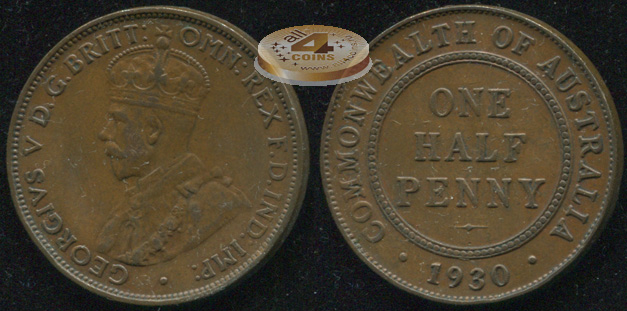 GEORGIVS V D.G. BRITT: OMN: REX F.D. IND: IMP:
all
4
COINS
COMMONWEALTH OF AUSTRALIA
ONE
HALF
PENNY
· 1930 ·